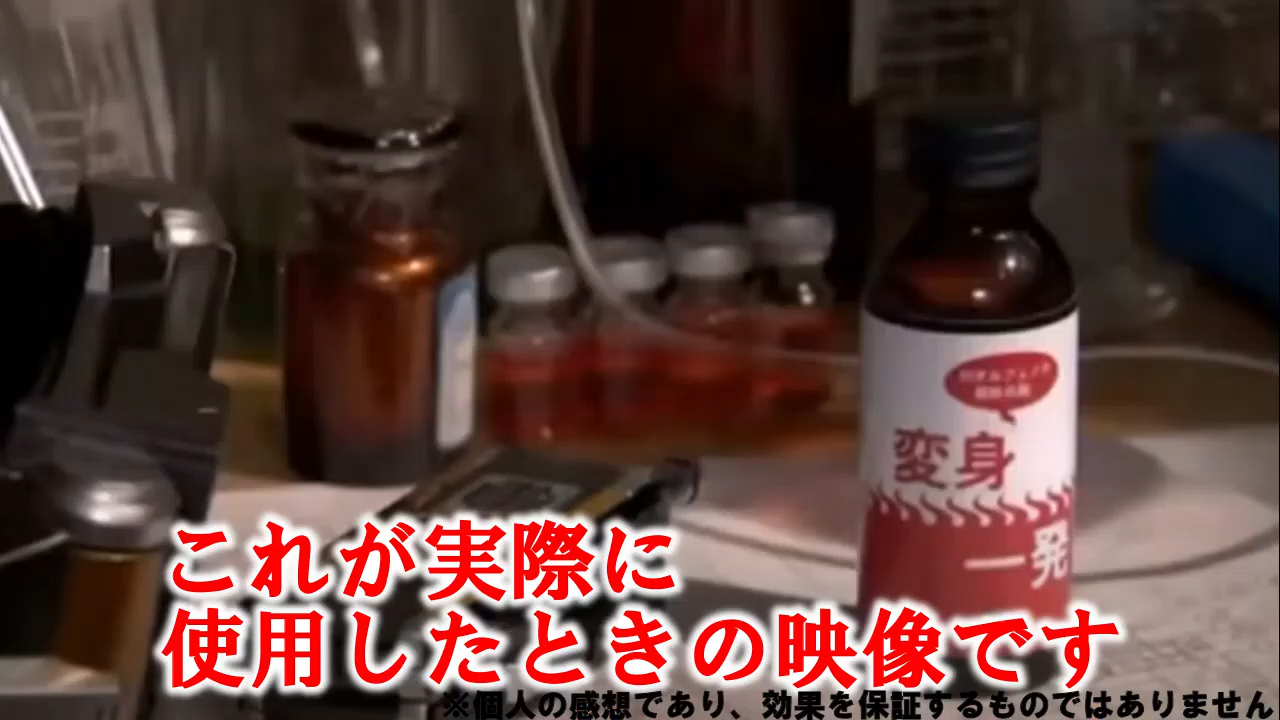 変身
一発
これが実際に
使用したときの映像です
※個人の感想であり、効果を保証するものではありません